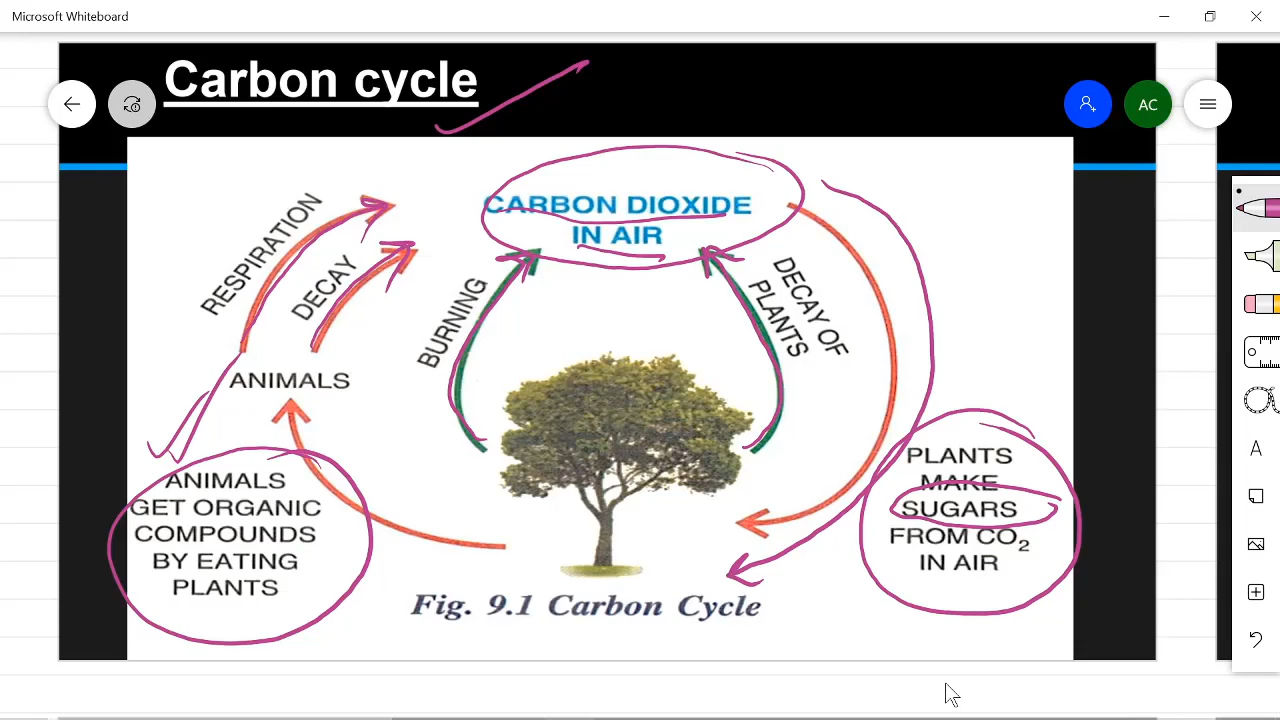 Microsoft Whiteboard
Carbon cycle
AC
CARBON DIOXIDE
IN AIR
RESPIRATION
DECAY
BURNING
DECAY OF
PLANTS
ANIMALS
ANIMALS
GET ORGANIC
COMPOUNDS
BY EATING
PLANTS
PLANTS
MAKE
SUGARS
FROM CO₂
IN AIR
Fig. 9.1 Carbon Cycle
A